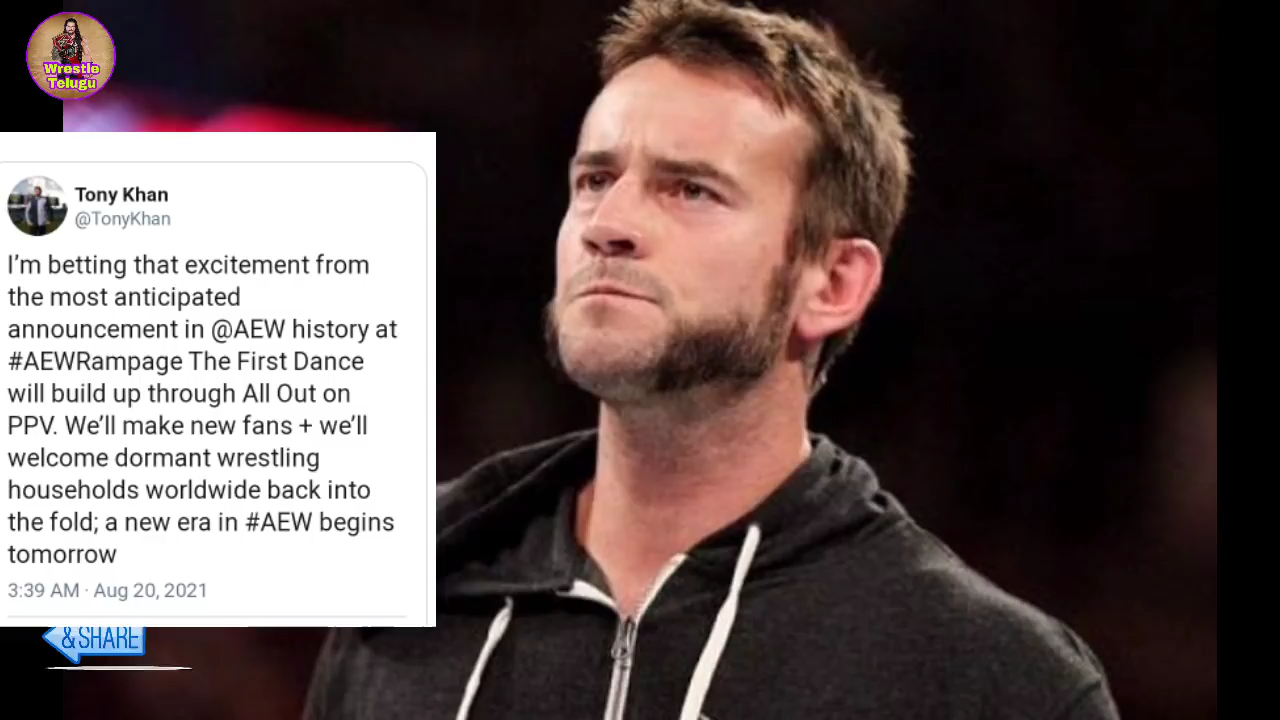 Wrestle
Telugu
Tony Khan
@TonyKhan
I’m betting that excitement from
the most anticipated
announcement in @AEW history at
#AEWRampage The First Dance
will build up through All Out on
PPV. We’ll make new fans + we’ll
welcome dormant wrestling
households worldwide back into
the fold; a new era in #AEW begins
tomorrow
3:39 AM · Aug 20, 2021
& SHARE